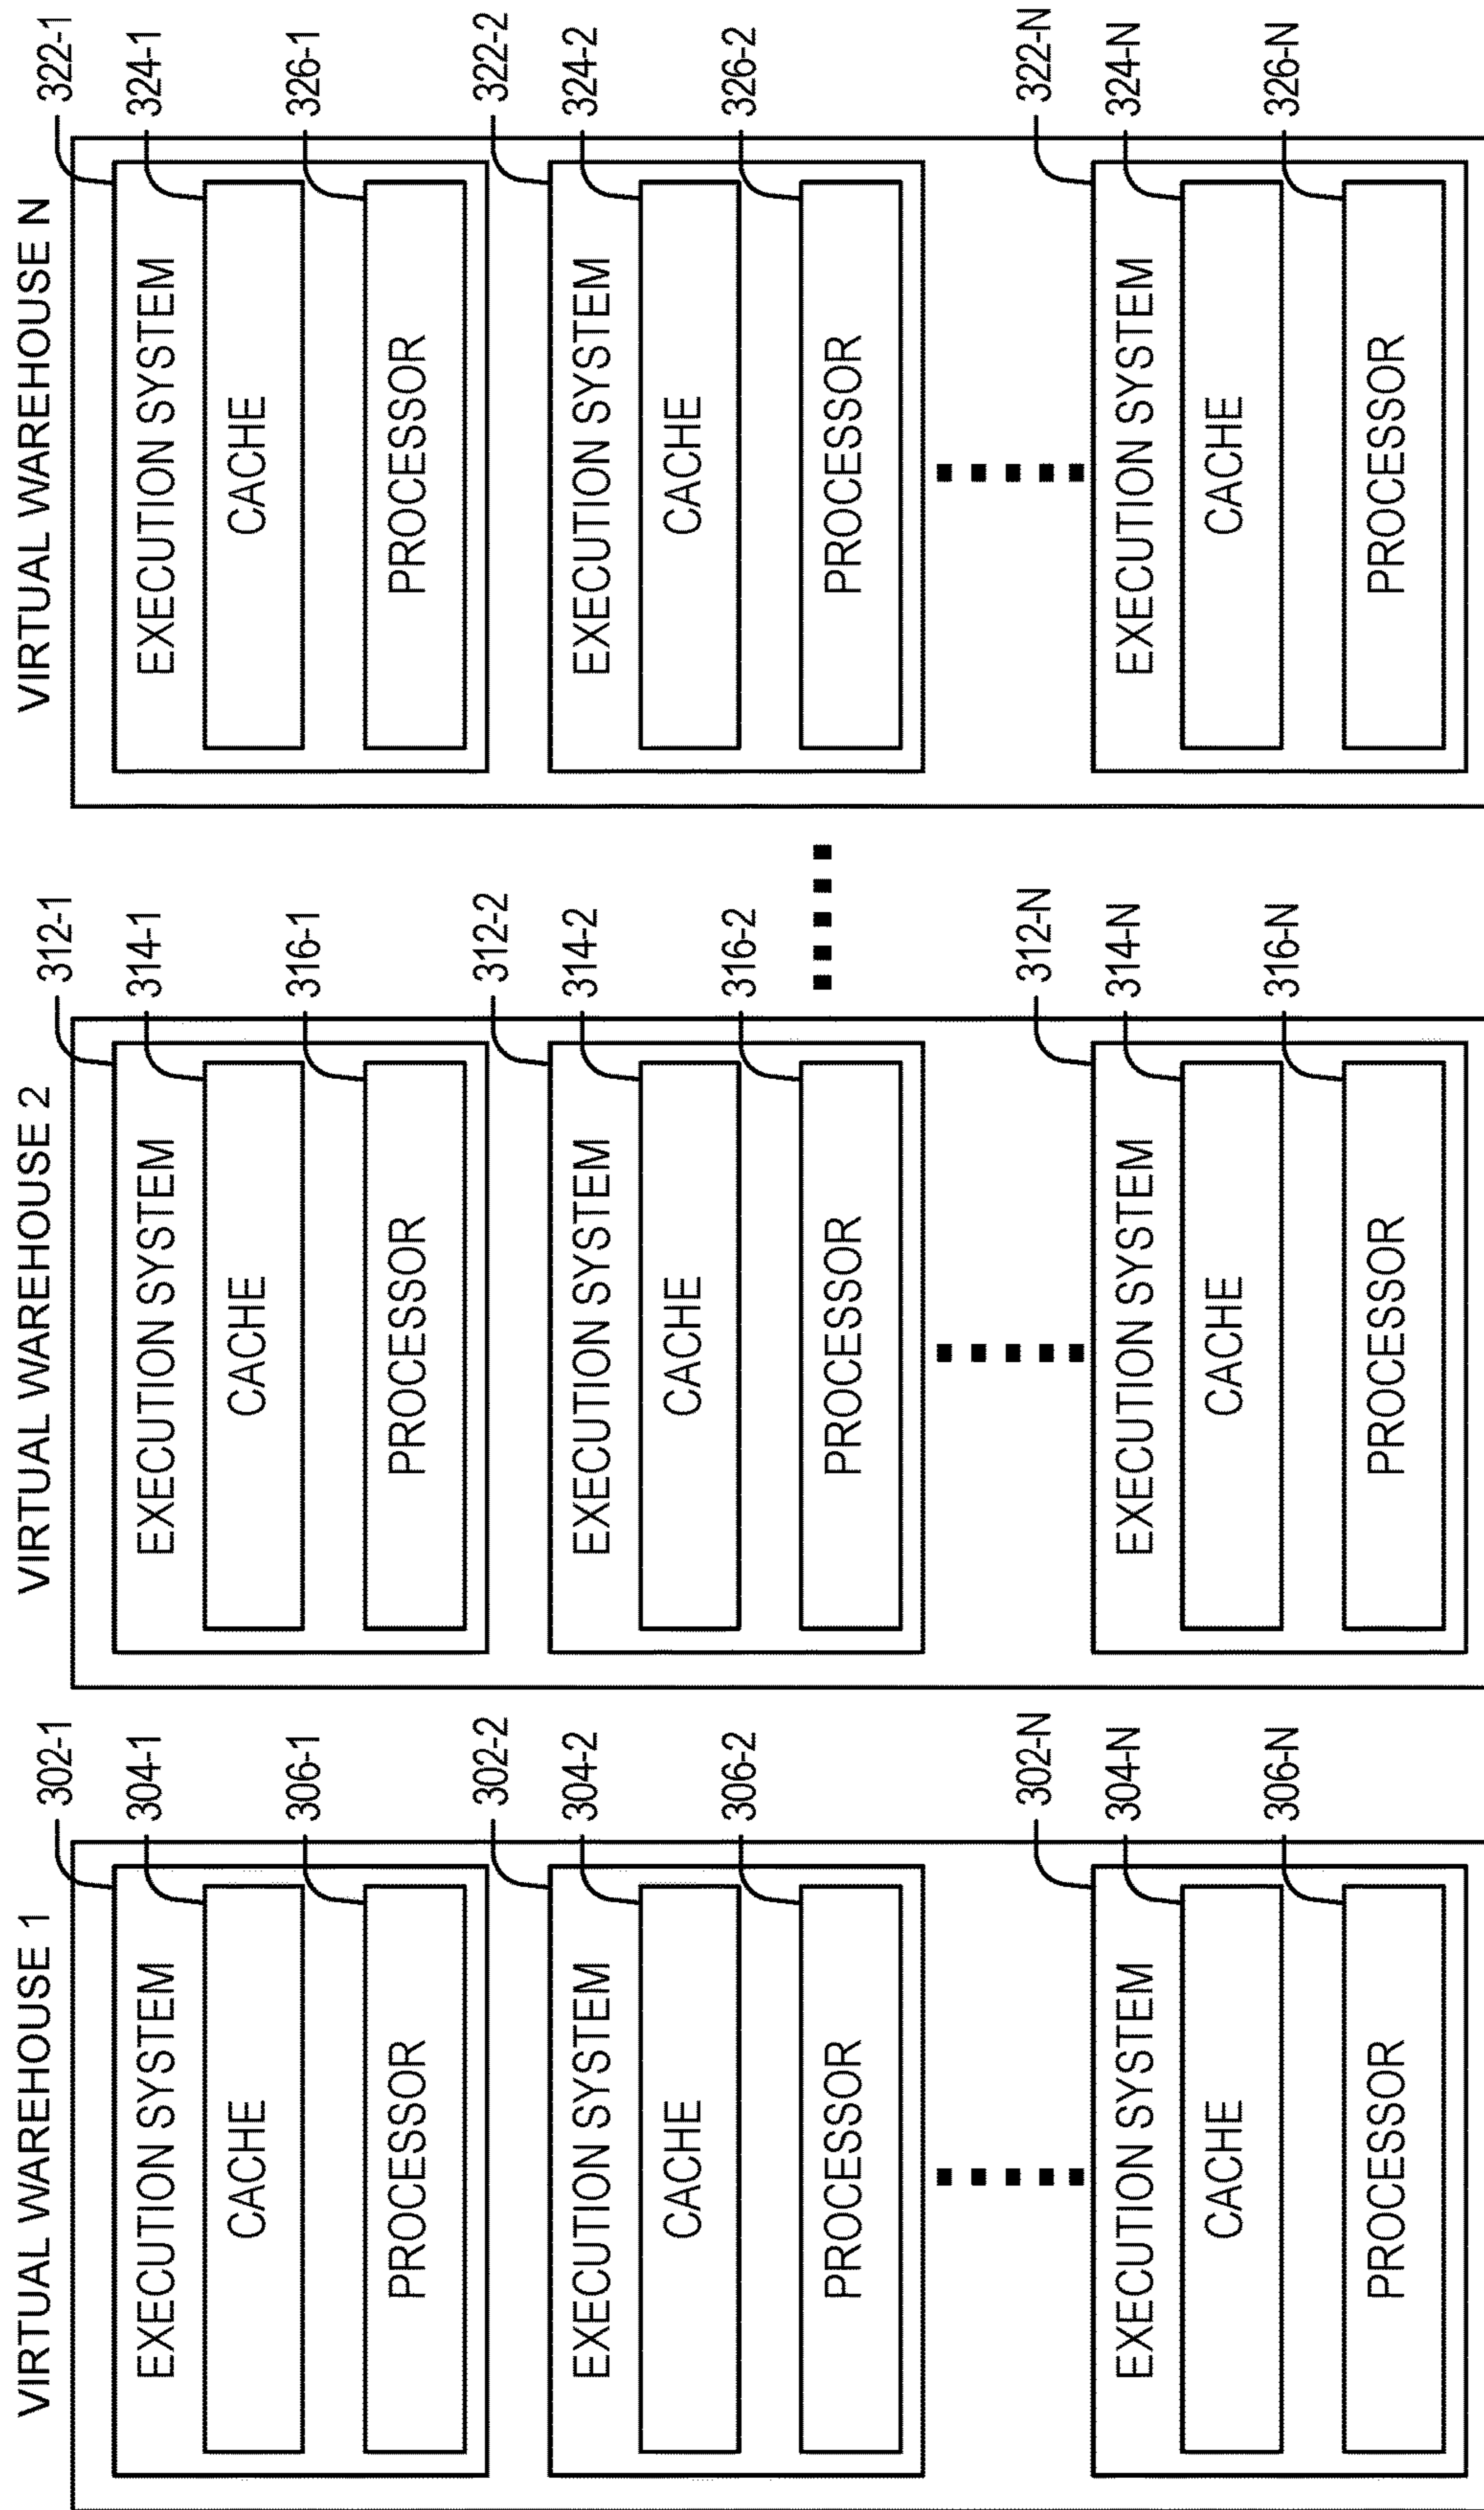 VIRTUAL WAREHOUSE 1
302-1
EXECUTION SYSTEM
304-1
CACHE
306-1
PROCESSOR
302-2
EXECUTION SYSTEM
304-2
CACHE
306-2
PROCESSOR
302-N
EXECUTION SYSTEM
304-N
CACHE
306-N
PROCESSOR
VIRTUAL WAREHOUSE 2
312-1
EXECUTION SYSTEM
314-1
CACHE
316-1
PROCESSOR
312-2
EXECUTION SYSTEM
314-2
CACHE
316-2
PROCESSOR
312-N
EXECUTION SYSTEM
314-N
CACHE
316-N
PROCESSOR
VIRTUAL WAREHOUSE N
322-1
EXECUTION SYSTEM
324-1
CACHE
326-1
PROCESSOR
322-2
EXECUTION SYSTEM
324-2
CACHE
326-2
PROCESSOR
322-N
EXECUTION SYSTEM
324-N
CACHE
326-N
PROCESSOR